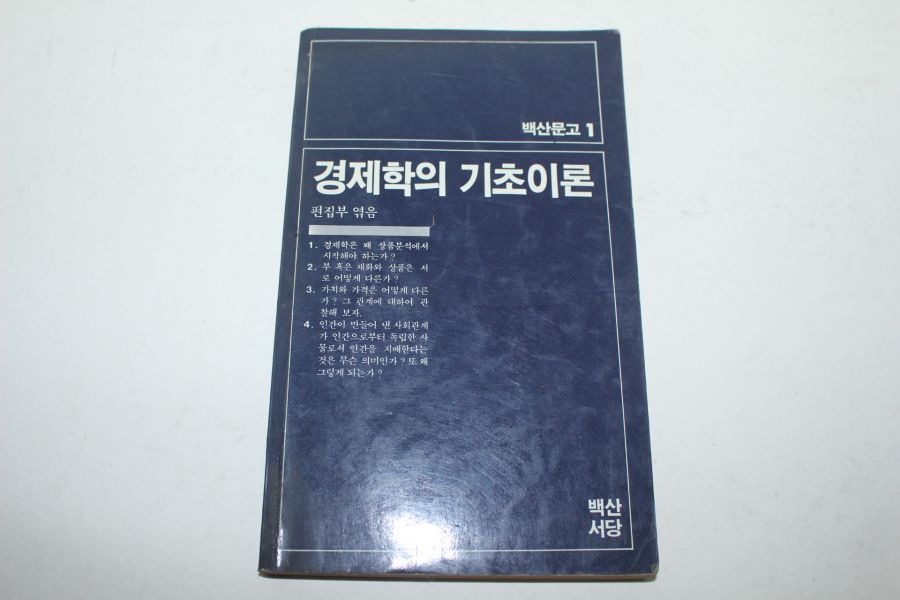 백산문고 1
경제학의 기초이론
편집부 엮음
1. 경제학은 왜 상품분석에서
시작해야 하는가?
2. 부 혹은 재화와 상품은 서
로 어떻게 다른가?
3. 가치와 가격은 어떻게 다른
가? 그 관계에 대하여 관
찰해 보자.
4. 인간이 만들어 낸 사회관계
가 인간으로부터 독립한 사
물로서 인간을 지배한다는
것은 무슨 의미인가? 또 왜
그렇게 되는가?
백산
서당